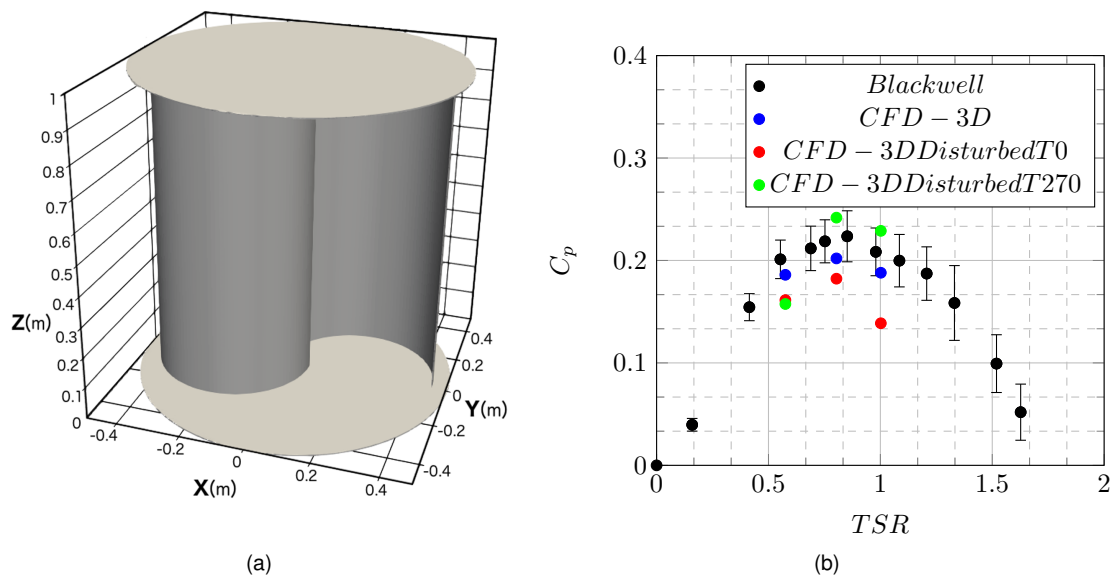 1
0.9
0.8
0.7
0.6
0.5
0.4
0.3
0.2
0.1
0
Z(m)
-0.4
-0.2
0
0.2
0.4
X(m)
0.4
0.2
0
-0.2
-0.4
Y(m)
(a)
0.4
0.3
0.2
0.1
0
C_p
Blackwell
CFD − 3D
CFD − 3DDisturbedT0
CFD − 3DDisturbedT270
0 0.5 1 1.5 2
TSR
(b)